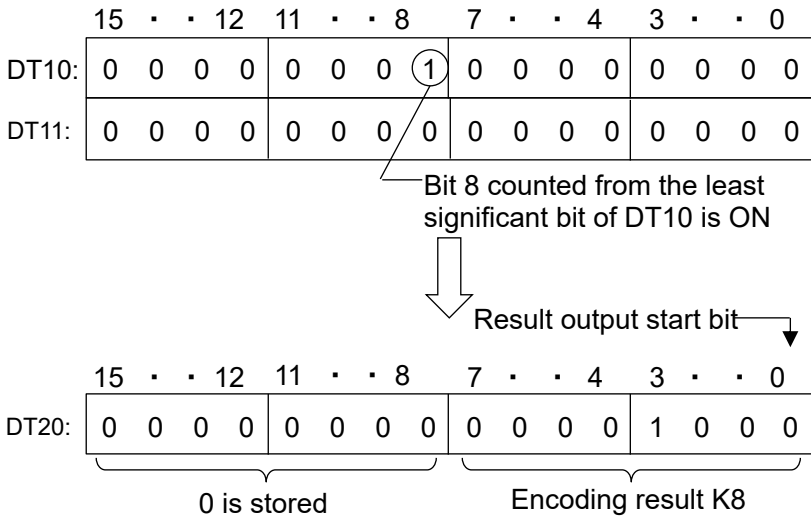 15 · · 12 11 · · 8 7 · · 4 3 · · 0
DT10: 0 0 0 0 0 0 0 1 0 0 0 0 0 0 0 0
DT11: 0 0 0 0 0 0 0 0 0 0 0 0 0 0 0 0
Bit 8 counted from the least
significant bit of DT10 is ON
Result output start bit
15 · · 12 11 · · 8 7 · · 4 3 · · 0
DT20: 0 0 0 0 0 0 0 0 0 0 0 0 1 0 0 0
0 is stored Encoding result K8